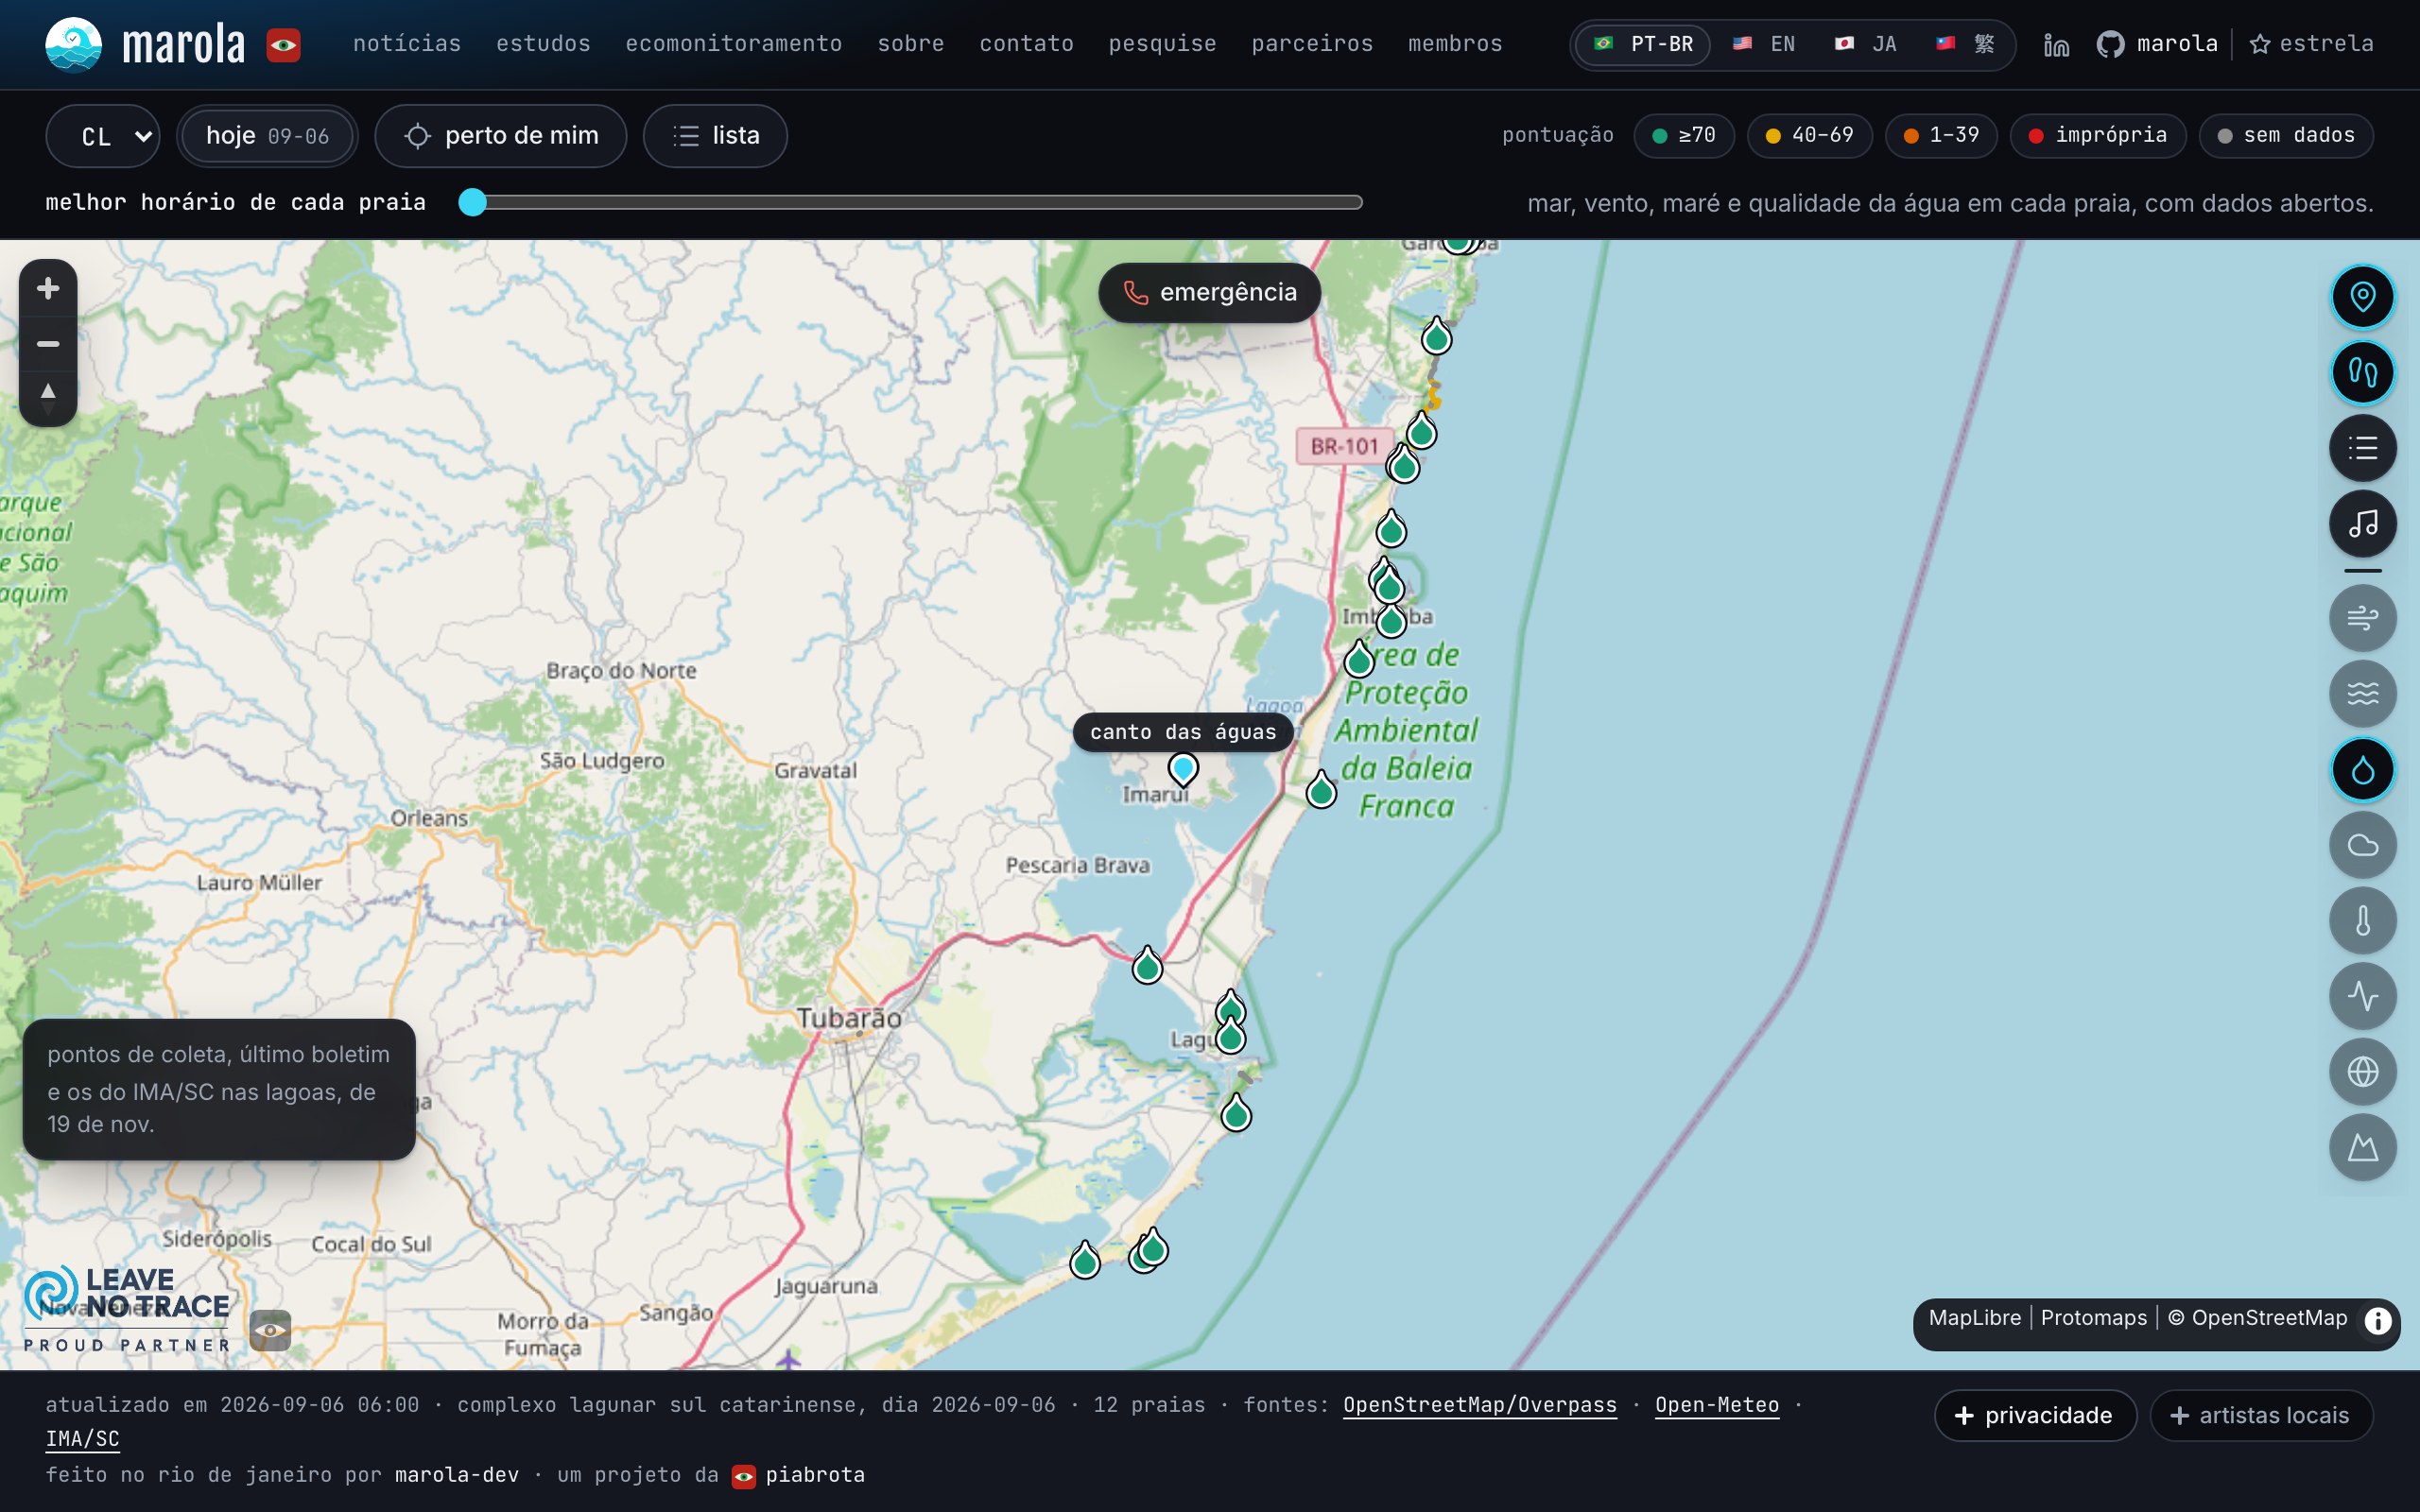 marola
notícias estudos ecomonitoramento sobre contato pesquise parceiros membros
PT-BR EN JA 繁
marola estrela
CL
hoje 09-06
perto de mim
lista
pontuação ≥70 40-69 1-39 imprópria sem dados
melhor horário de cada praia
mar, vento, maré e qualidade da água em cada praia, com dados abertos.
emergência
BR-101
arque
cional
e São
aquim
Braço do Norte
Área de
Proteção
Ambiental
da Baleia
Franca
Lagoa
canto das águas
Imaruí
São Ludgero
Gravatal
Orleans
Pescaria Brava
Lauro Müller
Tubarão
pontos de coleta, último boletim
e os do IMA/SC nas lagoas, de
19 de nov.
Siderópolis
Cocal do Sul
Jaguaruna
Sangão
Morro da
Fumaça
Nova Veneza
LEAVE
NO TRACE
PROUD PARTNER
MapLibre | Protomaps | © OpenStreetMap
atualizado em 2026-09-06 06:00 · complexo lagunar sul catarinense, dia 2026-09-06 · 12 praias · fontes: OpenStreetMap/Overpass · Open-Meteo ·
IMA/SC
feito no rio de janeiro por marola-dev · um projeto da piabrota
privacidade
artistas locais